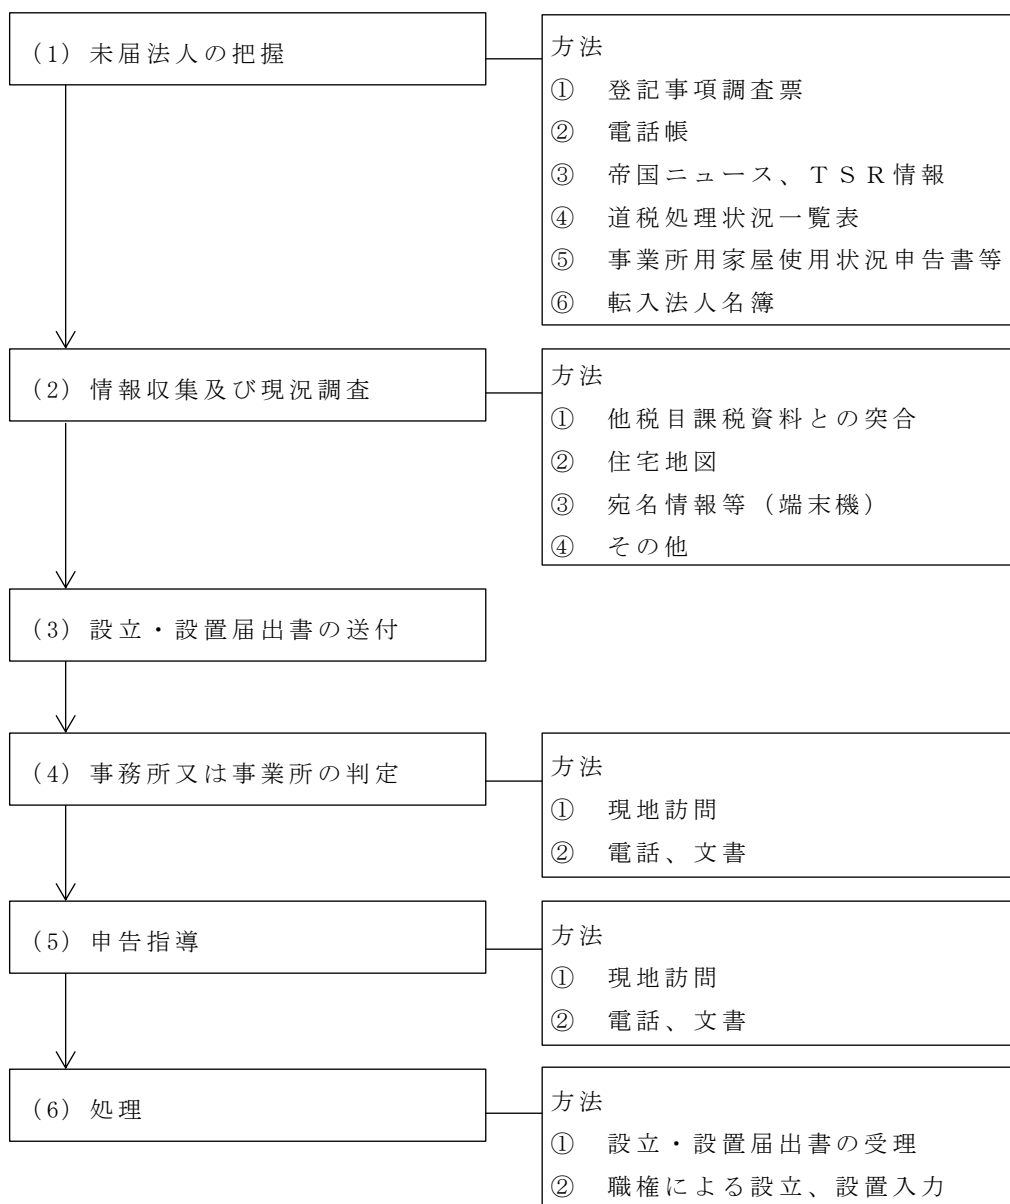 (1) 未届法人の把握
方法
① 登記事項調査票
② 電話帳
③ 帝国ニュース、ＴＳＲ情報
④ 道税処理状況一覧表
⑤ 事業所用家屋使用状況申告書等
⑥ 転入法人名簿
(2) 情報収集及び現況調査
方法
① 他税目課税資料との突合
② 住宅地図
③ 宛名情報等（端末機）
④ その他
(3) 設立・設置届出書の送付
(4) 事務所又は事業所の判定
方法
① 現地訪問
② 電話、文書
(5) 申告指導
方法
① 現地訪問
② 電話、文書
(6) 処理
方法
① 設立・設置届出書の受理
② 職権による設立、設置入力